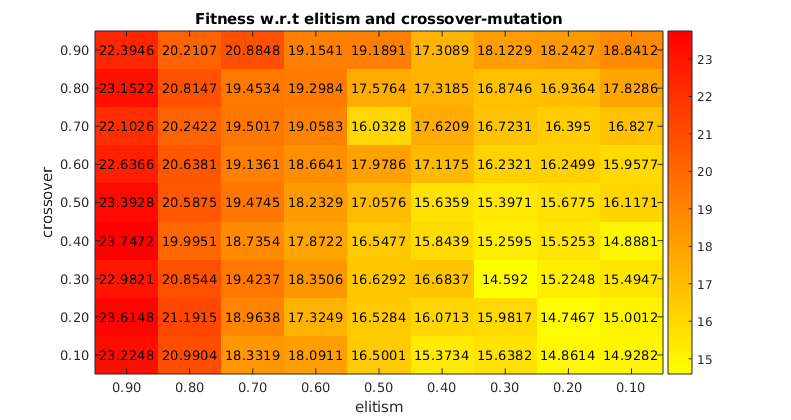 Fitness w.r.t elitism and crossover-mutation
0.90 22.3946 20.2107 20.8848 19.1541 19.1891 17.3089 18.1229 18.2427 18.8412
0.80 23.1522 20.8147 19.4534 19.2984 17.5764 17.3185 16.8746 16.9364 17.8286
0.70 22.1026 20.2422 19.5017 19.0583 16.0328 17.6209 16.7231 16.395 16.827
0.60 22.6366 20.6381 19.1361 18.6641 17.9786 17.1175 16.2321 16.2499 15.9577
0.50 23.3928 20.5875 19.4745 18.2329 17.0576 15.6359 15.3971 15.6775 16.1171
0.40 23.7472 19.9951 18.7354 17.8722 16.5477 15.8439 15.2595 15.5253 14.8881
0.30 22.9821 20.8544 19.4237 18.3506 16.6292 16.6837 14.592 15.2248 15.4947
0.20 23.6148 21.1915 18.9638 17.3249 16.5284 16.0713 15.9817 14.7467 15.0012
0.10 23.2248 20.9904 18.3319 18.0911 16.5001 15.3734 15.6382 14.8614 14.9282
0.90 0.80 0.70 0.60 0.50 0.40 0.30 0.20 0.10
elitism
crossover
23
22
21
20
19
18
17
16
15